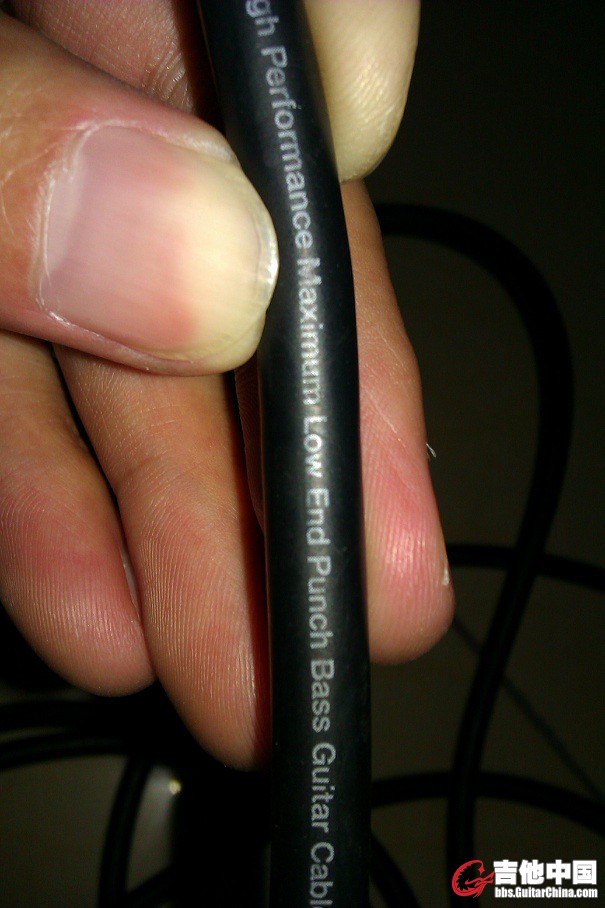 gh Performance Maximum Low End Punch Bass Guitar Cabl
吉他中国
bbs.GuitarChina.com